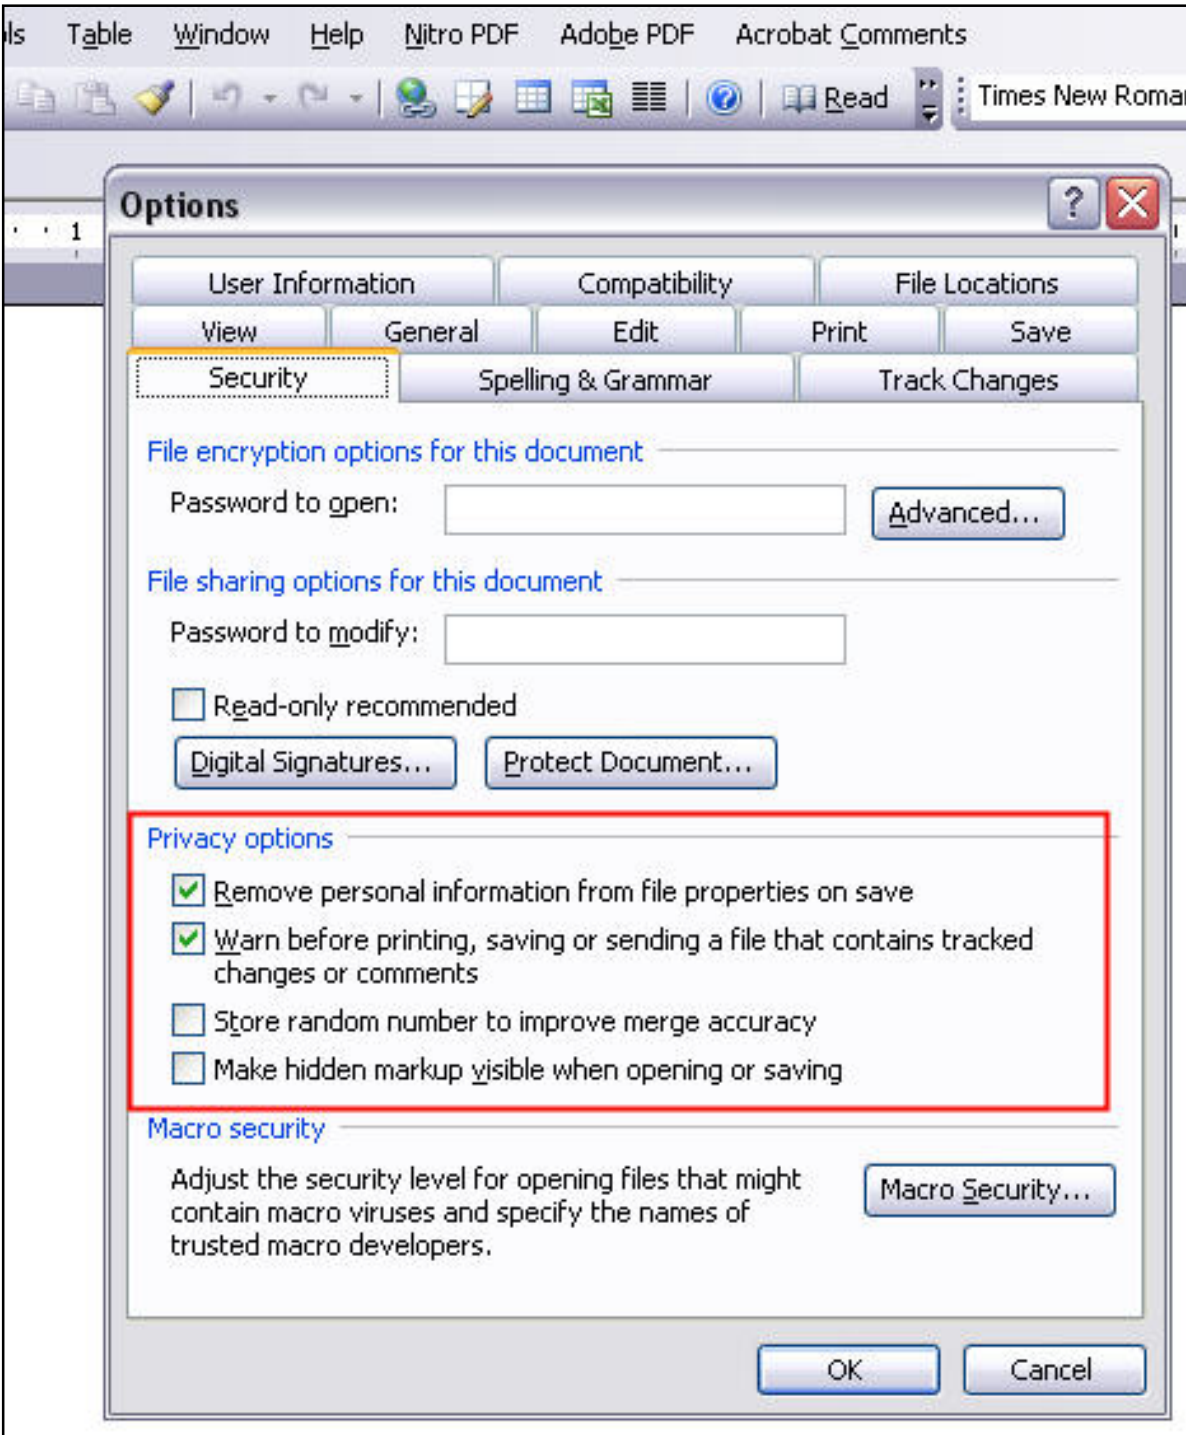 ls Table Window Help Nitro PDF Adobe PDF Acrobat Comments
Read Times New Roma
Options
1
User Information Compatibility File Locations
View General Edit Print Save
Security Spelling & Grammar Track Changes
File encryption options for this document
Password to open: Advanced...
File sharing options for this document
Password to modify:
Read-only recommended
Digital Signatures... Protect Document...
Privacy options
Remove personal information from file properties on save
Warn before printing, saving or sending a file that contains tracked
changes or comments
Store random number to improve merge accuracy
Make hidden markup visible when opening or saving
Macro security
Adjust the security level for opening files that might
contain macro viruses and specify the names of
trusted macro developers.
Macro Security...
OK Cancel